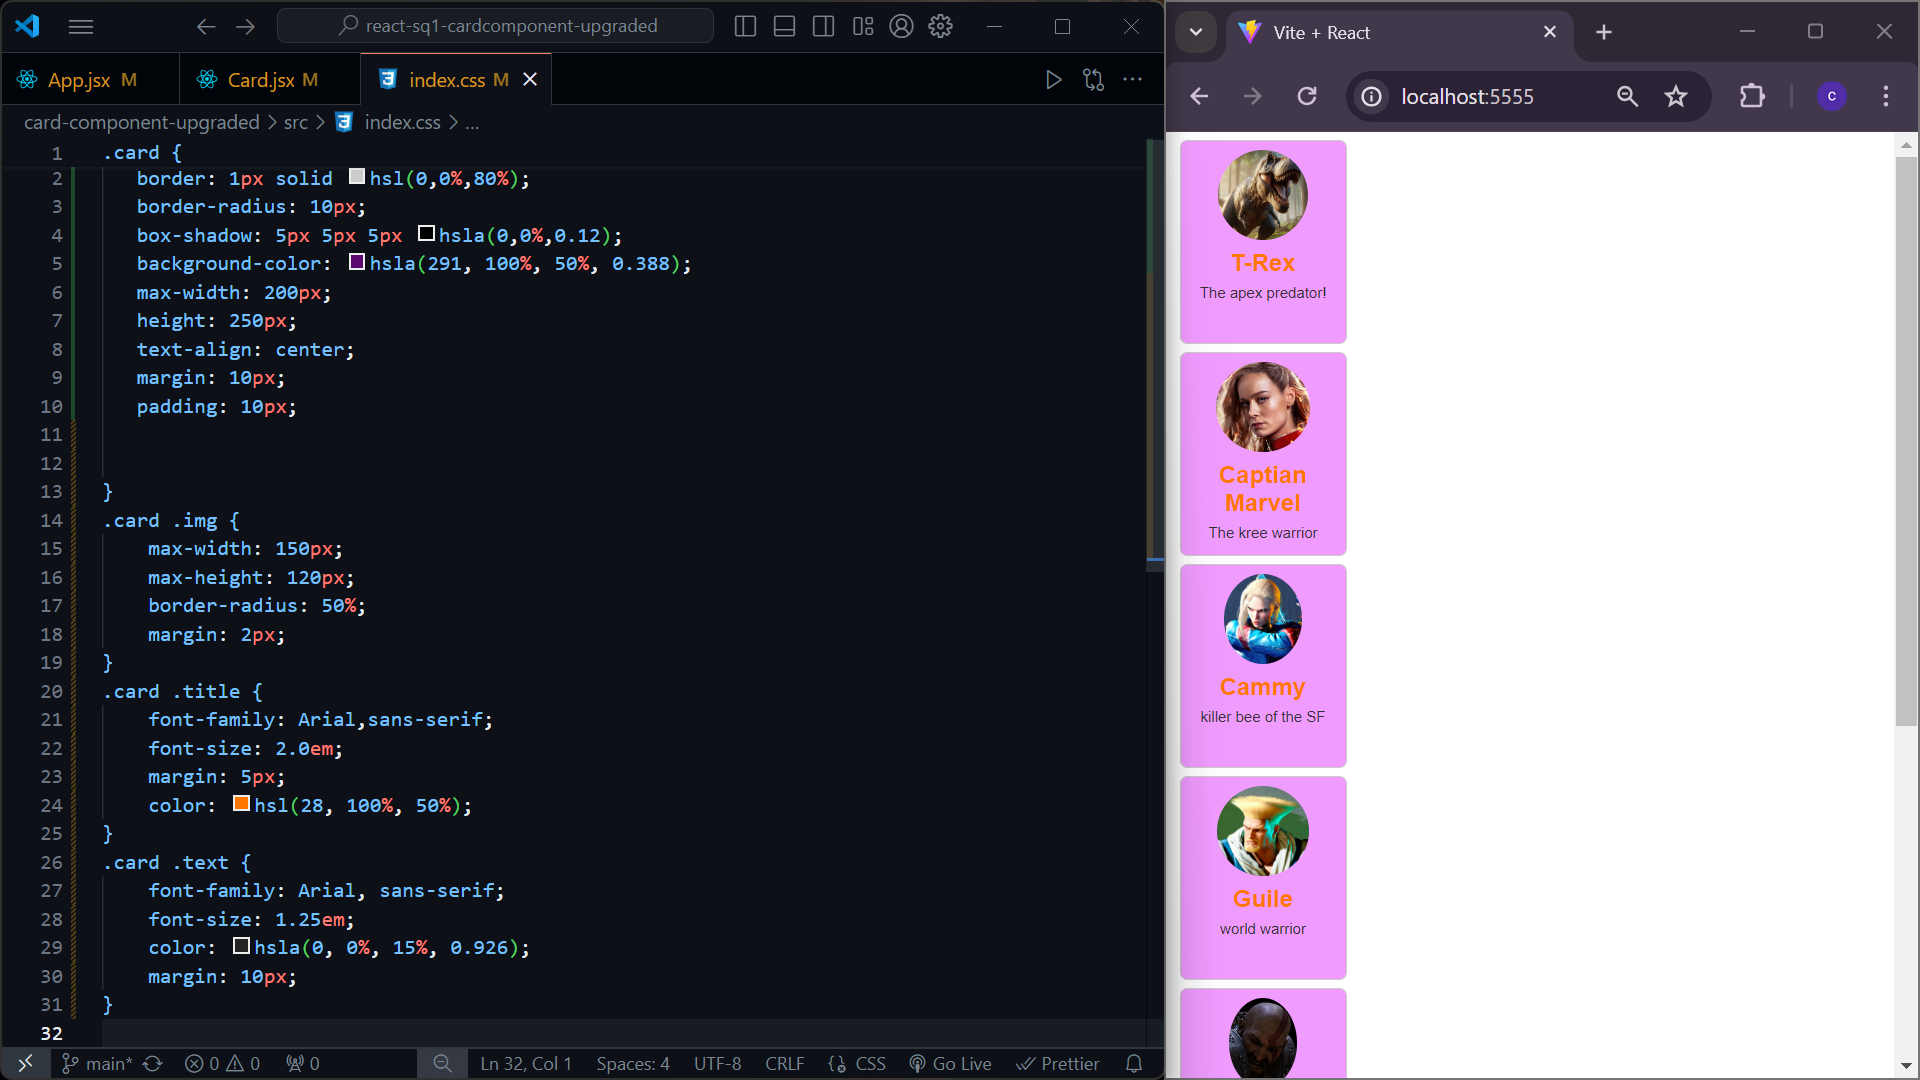 react-sq1-cardcomponent-upgraded
App.jsx M
Card.jsx M
index.css M
card-component-upgraded > src > index.css > ...
1 .card {
2 border: 1px solid hsl(0,0%,80%);
3 border-radius: 10px;
4 box-shadow: 5px 5px 5px hsla(0,0%,0.12);
5 background-color: hsla(291, 100%, 50%, 0.388);
6 max-width: 200px;
7 height: 250px;
8 text-align: center;
9 margin: 10px;
10 padding: 10px;
11
12
13 }
14 .card .img {
15 max-width: 150px;
16 max-height: 120px;
17 border-radius: 50%;
18 margin: 2px;
19 }
20 .card .title {
21 font-family: Arial,sans-serif;
22 font-size: 2.0em;
23 margin: 5px;
24 color: hsl(28, 100%, 50%);
25 }
26 .card .text {
27 font-family: Arial, sans-serif;
28 font-size: 1.25em;
29 color: hsla(0, 0%, 15%, 0.926);
30 margin: 10px;
31 }
32
main* 0 0 0 Ln 32, Col 1 Spaces: 4 UTF-8 CRLF CSS Go Live Prettier
Vite + React
localhost:5555
c
T-Rex
The apex predator!
Captian
Marvel
The kree warrior
Cammy
killer bee of the SF
Guile
world warrior